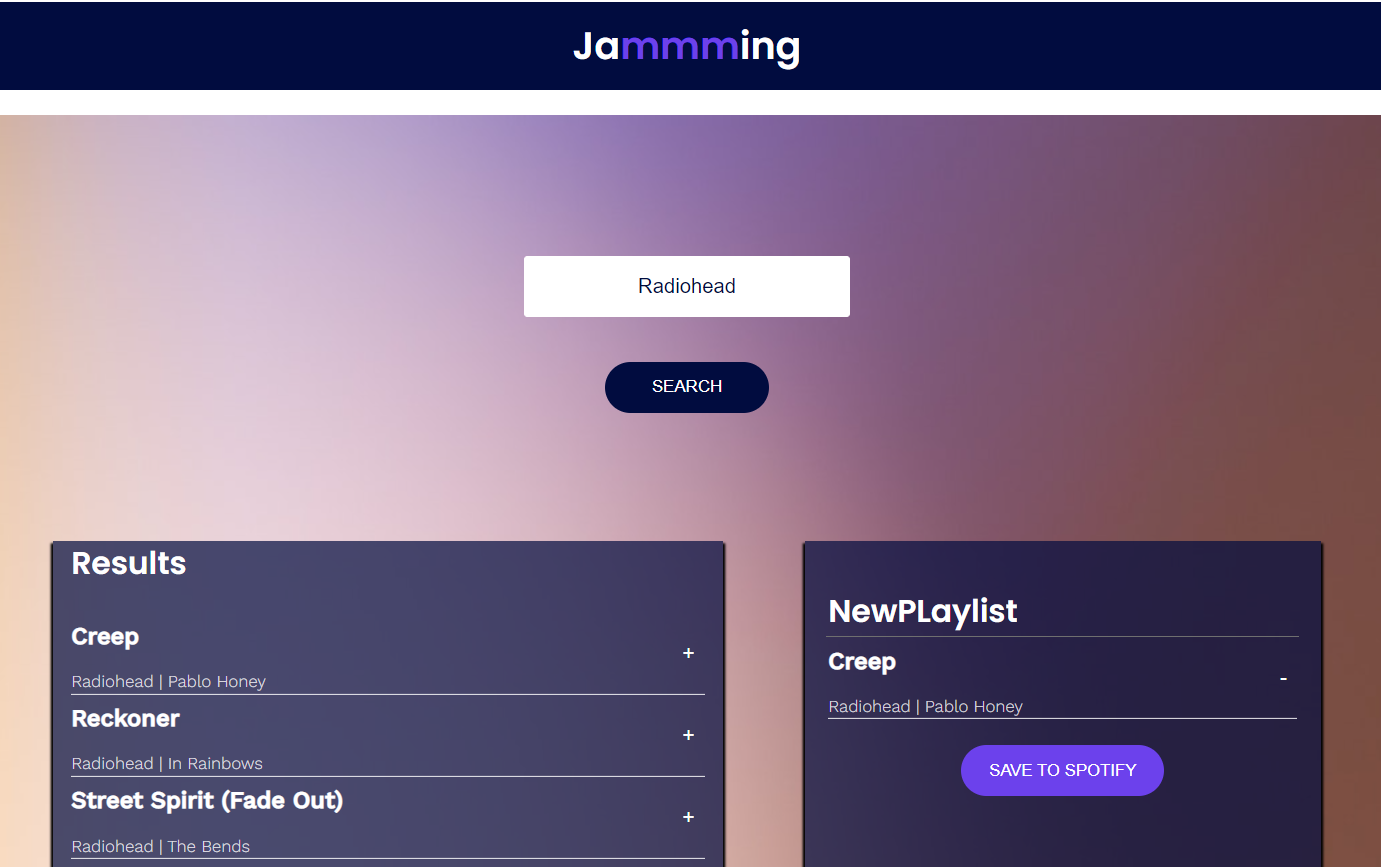 Jammming
Radiohead
SEARCH
Results
Creep
+
Radiohead | Pablo Honey
Reckoner
+
Radiohead | In Rainbows
Street Spirit (Fade Out)
+
Radiohead | The Bends
NewPLaylist
Creep
-
Radiohead | Pablo Honey
SAVE TO SPOTIFY